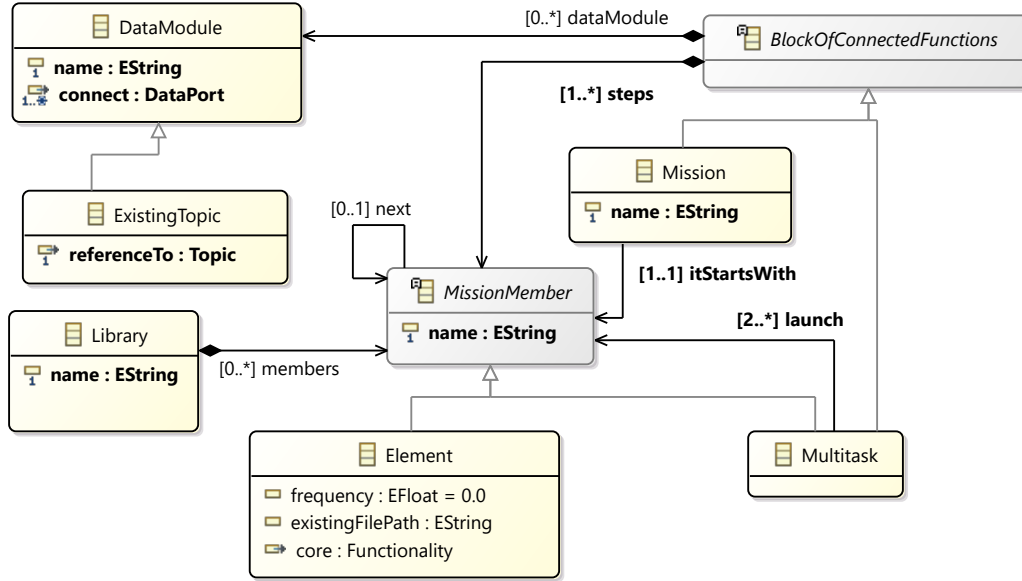 DataModule
name : EString
connect : DataPort
[0..*] dataModule
BlockOfConnectedFunctions
[1..*] steps
Mission
name : EString
ExistingTopic
referenceTo : Topic
[0..1] next
[1..1] itStartsWith
MissionMember
name : EString
[2..*] launch
Library
name : EString
[0..*] members
Element
frequency : EFloat = 0.0
existingFilePath : EString
core : Functionality
Multitask